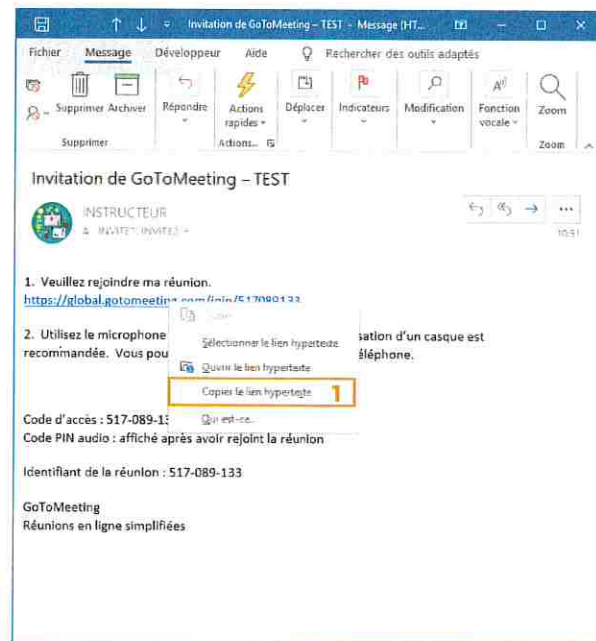 Invitation de GoToMeeting – TEST - Message (HT...
Fichier Message Développeur Aide Rechercher des outils adaptés
Supprimer Archiver Répondre Actions rapides Déplacer Indicateurs Modification Fonction vocale Zoom
Supprimer Actions... Zoom
Invitation de GoToMeeting – TEST
INSTRUCTEUR
À INVITE1; INVITE2
10:51
1. Veuillez rejoindre ma réunion.
https://global.gotomeeting.com/join/517089133
Copier
2. Utilisez le microphone
Sélectionner le lien hypertexte
sation d'un casque est
recommandée. Vous pou
Ouvrir le lien hypertexte
éléphone.
Copier le lien hypertexte 1
Code d'accès : 517-089-13
Qui est-ce...
Code PIN audio : affiché après avoir rejoint la réunion
Identifiant de la réunion : 517-089-133
GoToMeeting
Réunions en ligne simplifiées